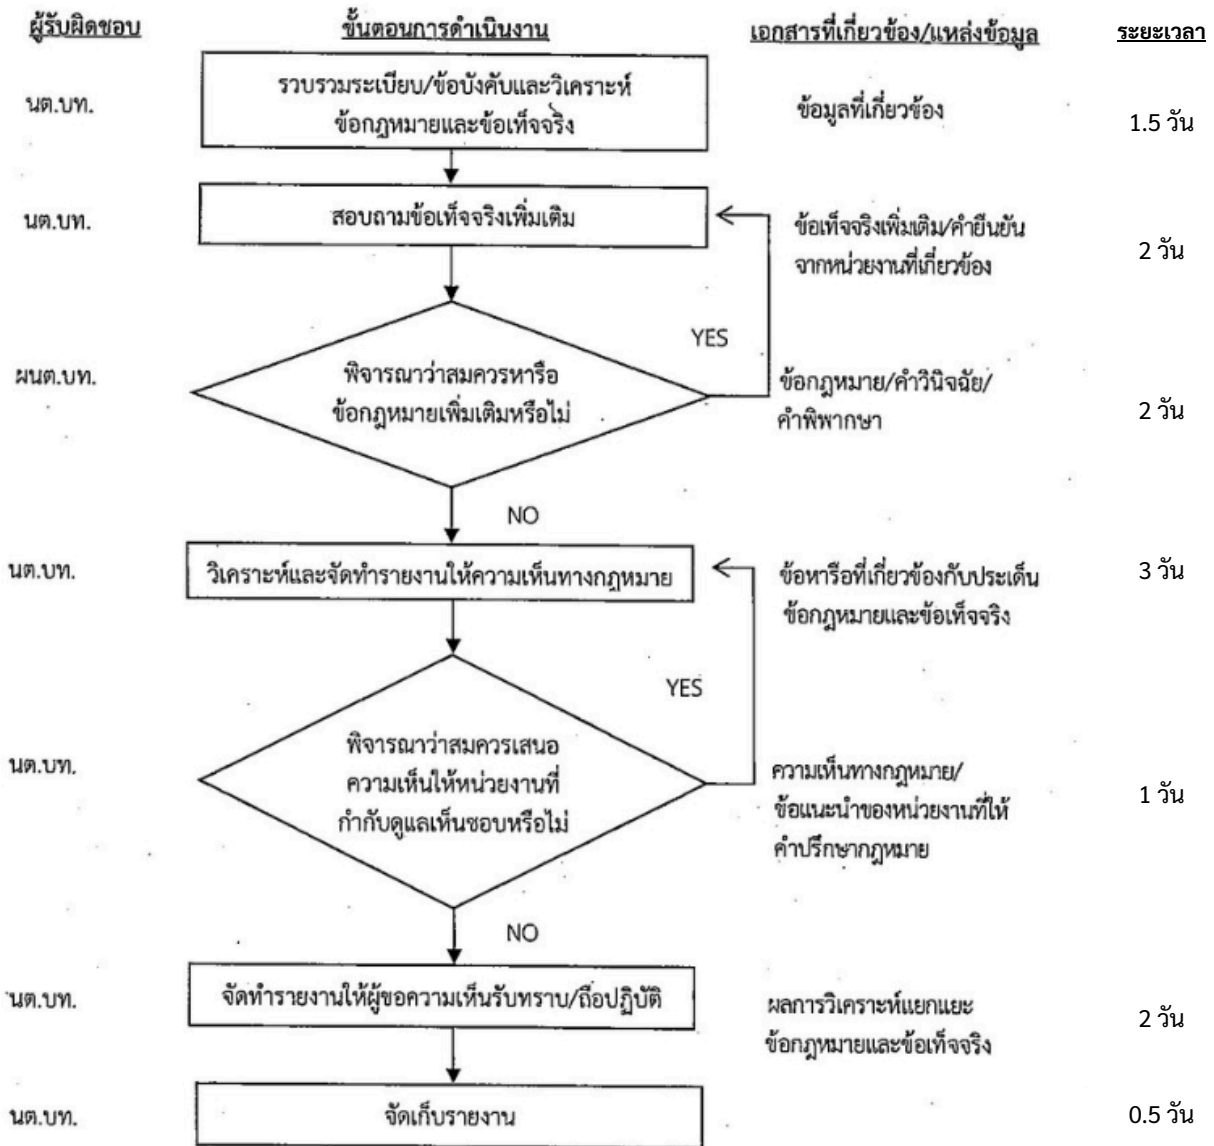 ผู้รับผิดชอบ
ขั้นตอนการดำเนินงาน
เอกสารที่เกี่ยวข้อง/แหล่งข้อมูล
ระยะเวลา
นต.บท.
รวบรวมระเบียบ/ข้อบังคับและวิเคราะห์
ข้อกฎหมายและข้อเท็จจริง
ข้อมูลที่เกี่ยวข้อง
1.5 วัน
นต.บท.
สอบถามข้อเท็จจริงเพิ่มเติม
ข้อเท็จจริงเพิ่มเติม/คำยืนยัน
จากหน่วยงานที่เกี่ยวข้อง
2 วัน
YES
ผนต.บท.
พิจารณาว่าสมควรหารือ
ข้อกฎหมายเพิ่มเติมหรือไม่
ข้อกฎหมาย/คำวินิจฉัย/
คำพิพากษา
2 วัน
NO
นต.บท.
วิเคราะห์และจัดทำรายงานให้ความเห็นทางกฎหมาย
ข้อหารือที่เกี่ยวข้องกับประเด็น
ข้อกฎหมายและข้อเท็จจริง
3 วัน
YES
นต.บท.
พิจารณาว่าสมควรเสนอ
ความเห็นให้หน่วยงานที่
กำกับดูแลเห็นชอบหรือไม่
ความเห็นทางกฎหมาย/
ข้อแนะนำของหน่วยงานที่ให้
คำปรึกษากฎหมาย
1 วัน
NO
นต.บท.
จัดทำรายงานให้ผู้ขอความเห็นรับทราบ/ถือปฏิบัติ
ผลการวิเคราะห์แยกแยะ
ข้อกฎหมายและข้อเท็จจริง
2 วัน
นต.บท.
จัดเก็บรายงาน
0.5 วัน